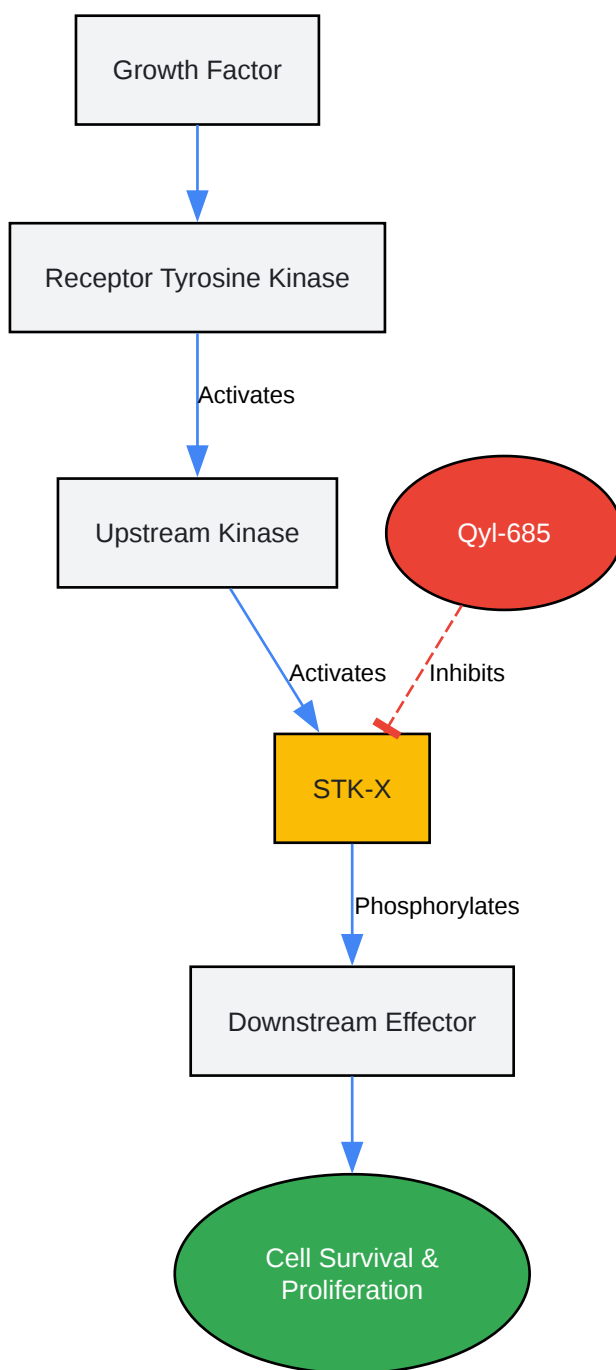 Growth Factor
Receptor Tyrosine Kinase
Activates
Upstream Kinase
Qyl-685
Activates
Inhibits
STK-X
Phosphorylates
Downstream Effector
Cell Survival &
Proliferation